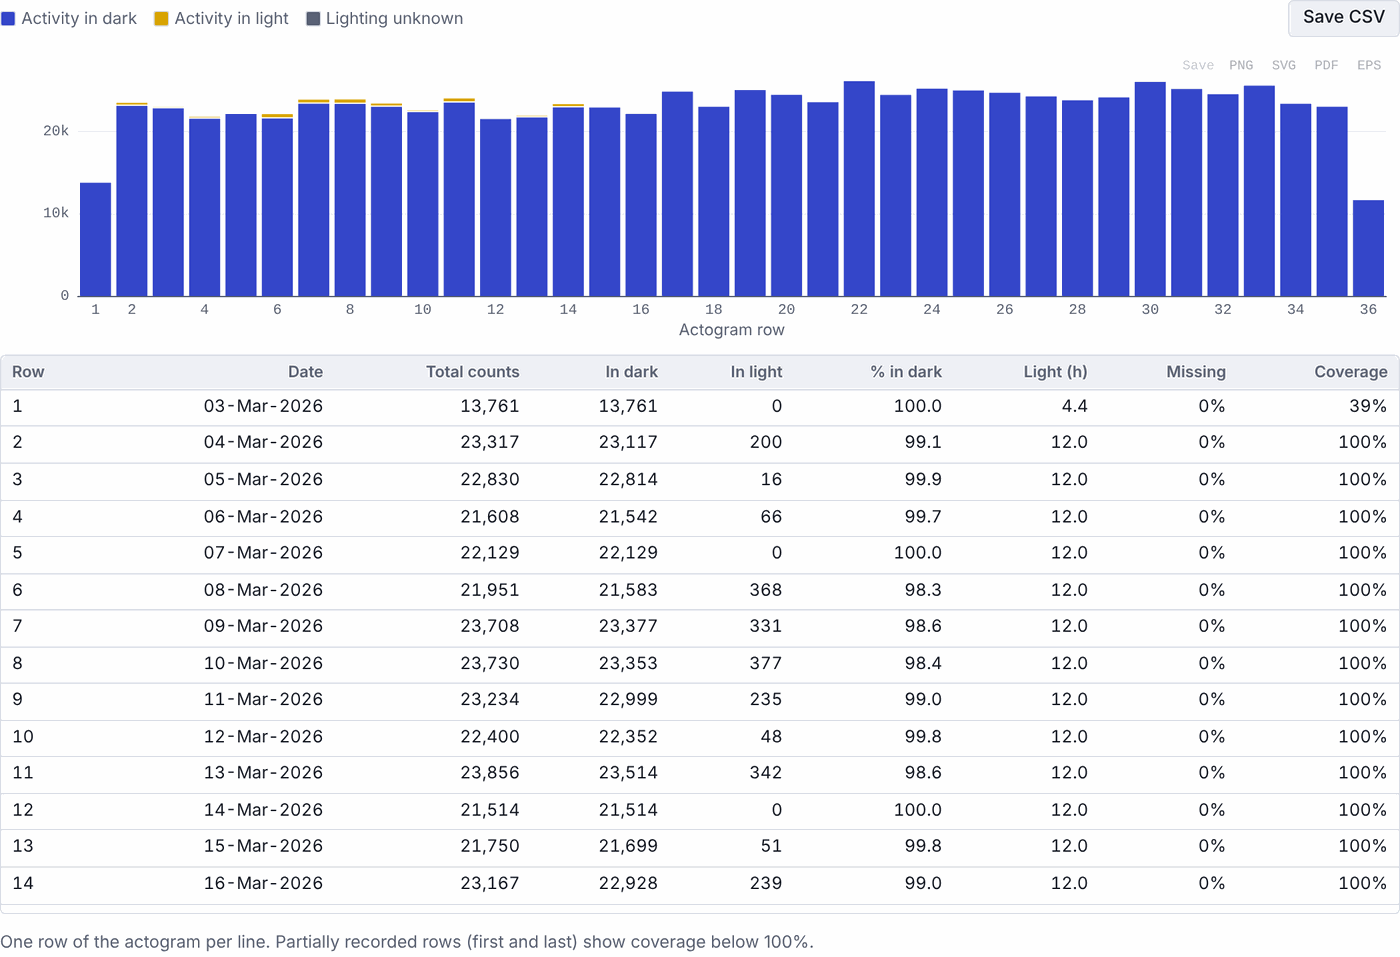 Activity in dark Activity in light Lighting unknown Save CSV
Save PNG SVG PDF EPS
20k
10k
0
1 2 4 6 8 10 12 14 16 18 20 22 24 26 28 30 32 34 36
Actogram row
Row Date Total counts In dark In light % in dark Light (h) Missing Coverage
1 03-Mar-2026 13,761 13,761 0 100.0 4.4 0% 39%
2 04-Mar-2026 23,317 23,117 200 99.1 12.0 0% 100%
3 05-Mar-2026 22,830 22,814 16 99.9 12.0 0% 100%
4 06-Mar-2026 21,608 21,542 66 99.7 12.0 0% 100%
5 07-Mar-2026 22,129 22,129 0 100.0 12.0 0% 100%
6 08-Mar-2026 21,951 21,583 368 98.3 12.0 0% 100%
7 09-Mar-2026 23,708 23,377 331 98.6 12.0 0% 100%
8 10-Mar-2026 23,730 23,353 377 98.4 12.0 0% 100%
9 11-Mar-2026 23,234 22,999 235 99.0 12.0 0% 100%
10 12-Mar-2026 22,400 22,352 48 99.8 12.0 0% 100%
11 13-Mar-2026 23,856 23,514 342 98.6 12.0 0% 100%
12 14-Mar-2026 21,514 21,514 0 100.0 12.0 0% 100%
13 15-Mar-2026 21,750 21,699 51 99.8 12.0 0% 100%
14 16-Mar-2026 23,167 22,928 239 99.0 12.0 0% 100%
One row of the actogram per line. Partially recorded rows (first and last) show coverage below 100%.